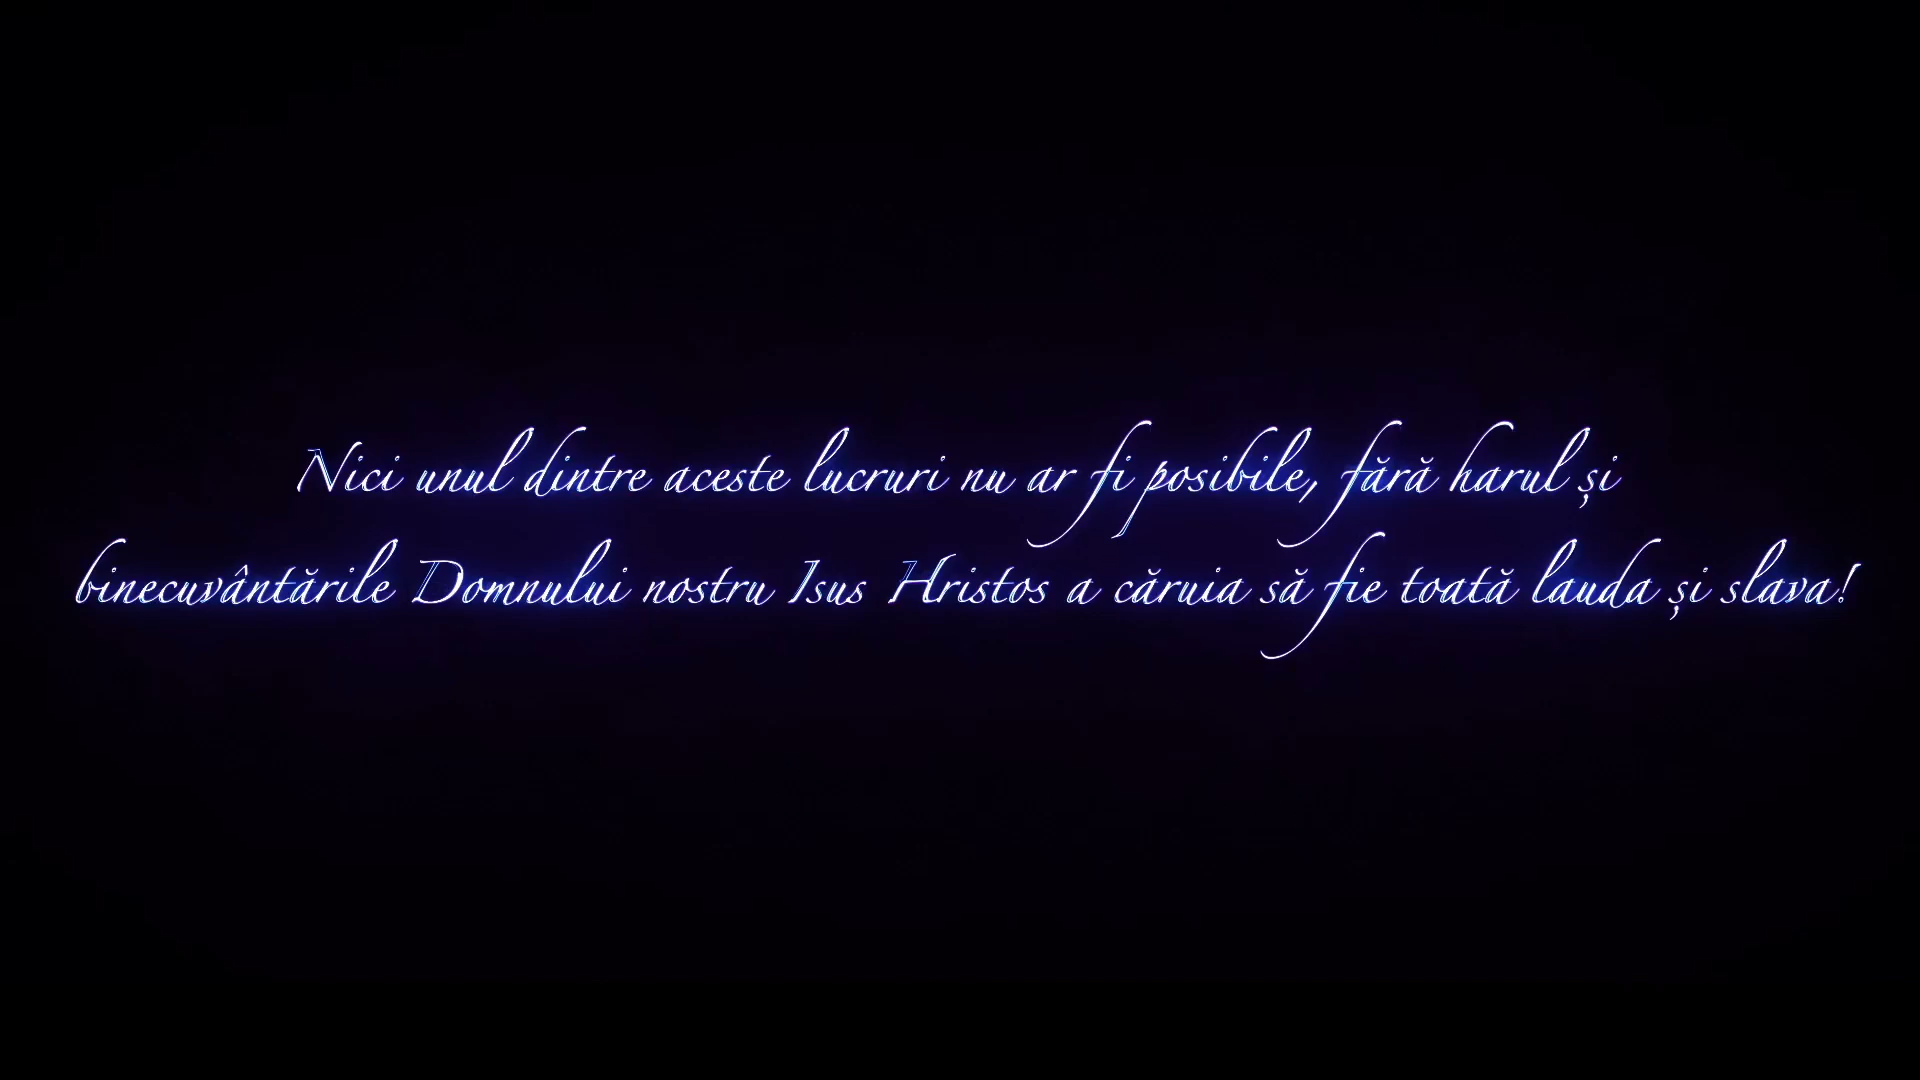 Nici unul dintre aceste lucruri nu ar fi posibile, fără harul și
binecuvântările Domnului nostru Isus Hristos a căruia să fie toată lauda și slava!